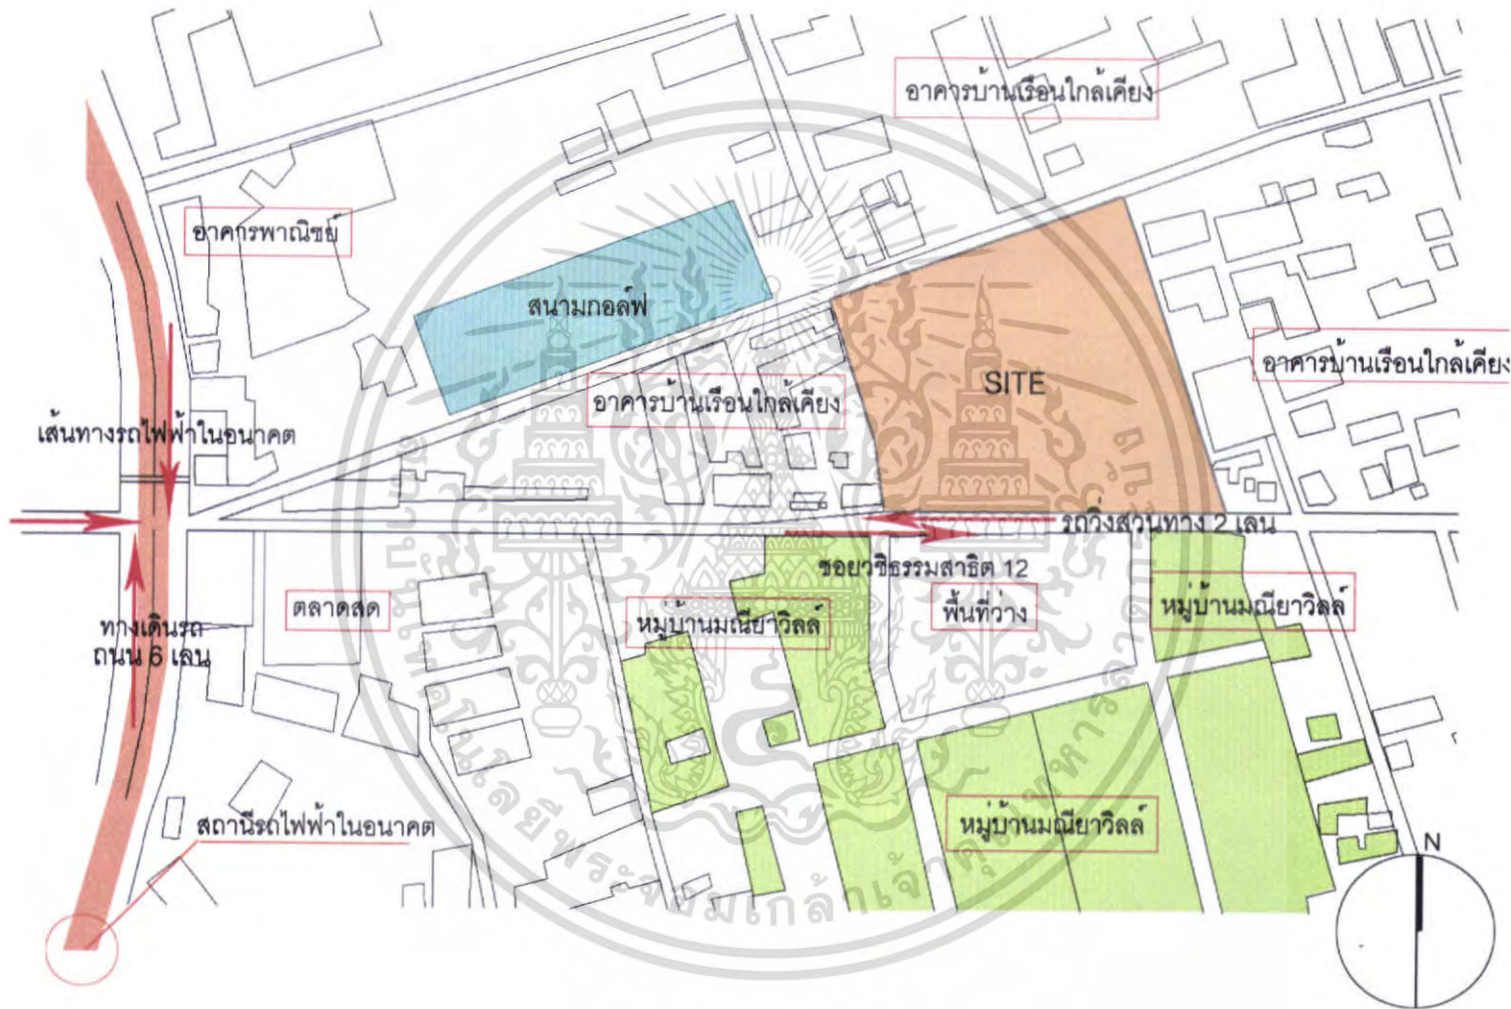 อาคารบ้านเรือนใกล้เคียง
อาคารพาณิชย์
สนามกอล์ฟ
อาคารบ้านเรือนใกล้เคียง
SITE
อาคารบ้านเรือนใกล้เคียง
เส้นทางรถไฟฟ้าในอนาคต
รถวิ่งสวนทาง 2 เลน
ซอยวชิรธรรมสาธิต 12
ตลาดสด
หมู่บ้านมณียาวิลล์
พื้นที่ว่าง
หมู่บ้านมณียาวิลล์
ทางเดินรถ
ถนน 6 เลน
สถานีรถไฟฟ้าในอนาคต
หมู่บ้านมณียาวิลล์
N